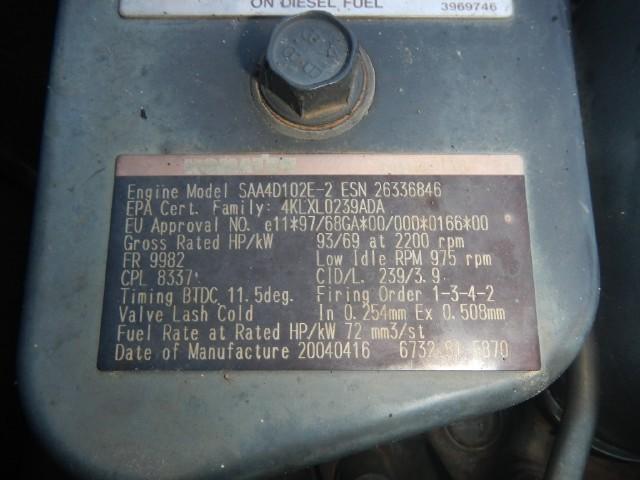 ON DIESEL FUEL
3969746
KOMATSU
Engine Model SAA4D102E-2 ESN 26336846
EPA Cert. Family: 4KLXL0239ADA
EU Approval NO. e11*97/68GA*00/000*0166*00
Gross Rated HP/kW 93/69 at 2200 rpm
FR 9982 Low Idle RPM 975 rpm
CPL 8337 CID/L. 239/3.9
Timing BTDC 11.5deg. Firing Order 1-3-4-2
Valve Lash Cold In 0.254mm Ex 0.508mm
Fuel Rate at Rated HP/kW 72 mm3/st
Date of Manufacture 20040416 6732-81-5870